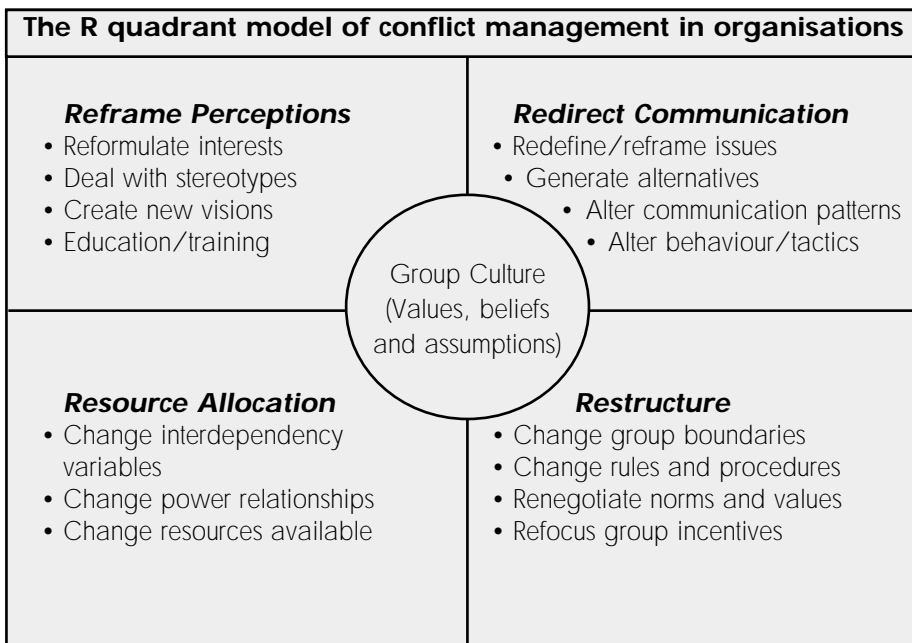 The R quadrant model of conflict management in organisations
Reframe Perceptions
• Reformulate interests
• Deal with stereotypes
• Create new visions
• Education/training
Redirect Communication
• Redefine/reframe issues
• Generate alternatives
• Alter communication patterns
• Alter behaviour/tactics
Group Culture
(Values, beliefs
and assumptions)
Resource Allocation
• Change interdependency
variables
• Change power relationships
• Change resources available
Restructure
• Change group boundaries
• Change rules and procedures
• Renegotiate norms and values
• Refocus group incentives